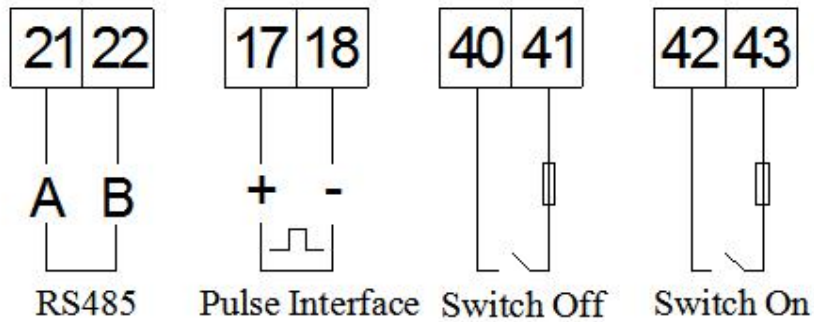 21 22 17 18 40 41 42 43
A B + -
RS485 Pulse Interface Switch Off Switch On